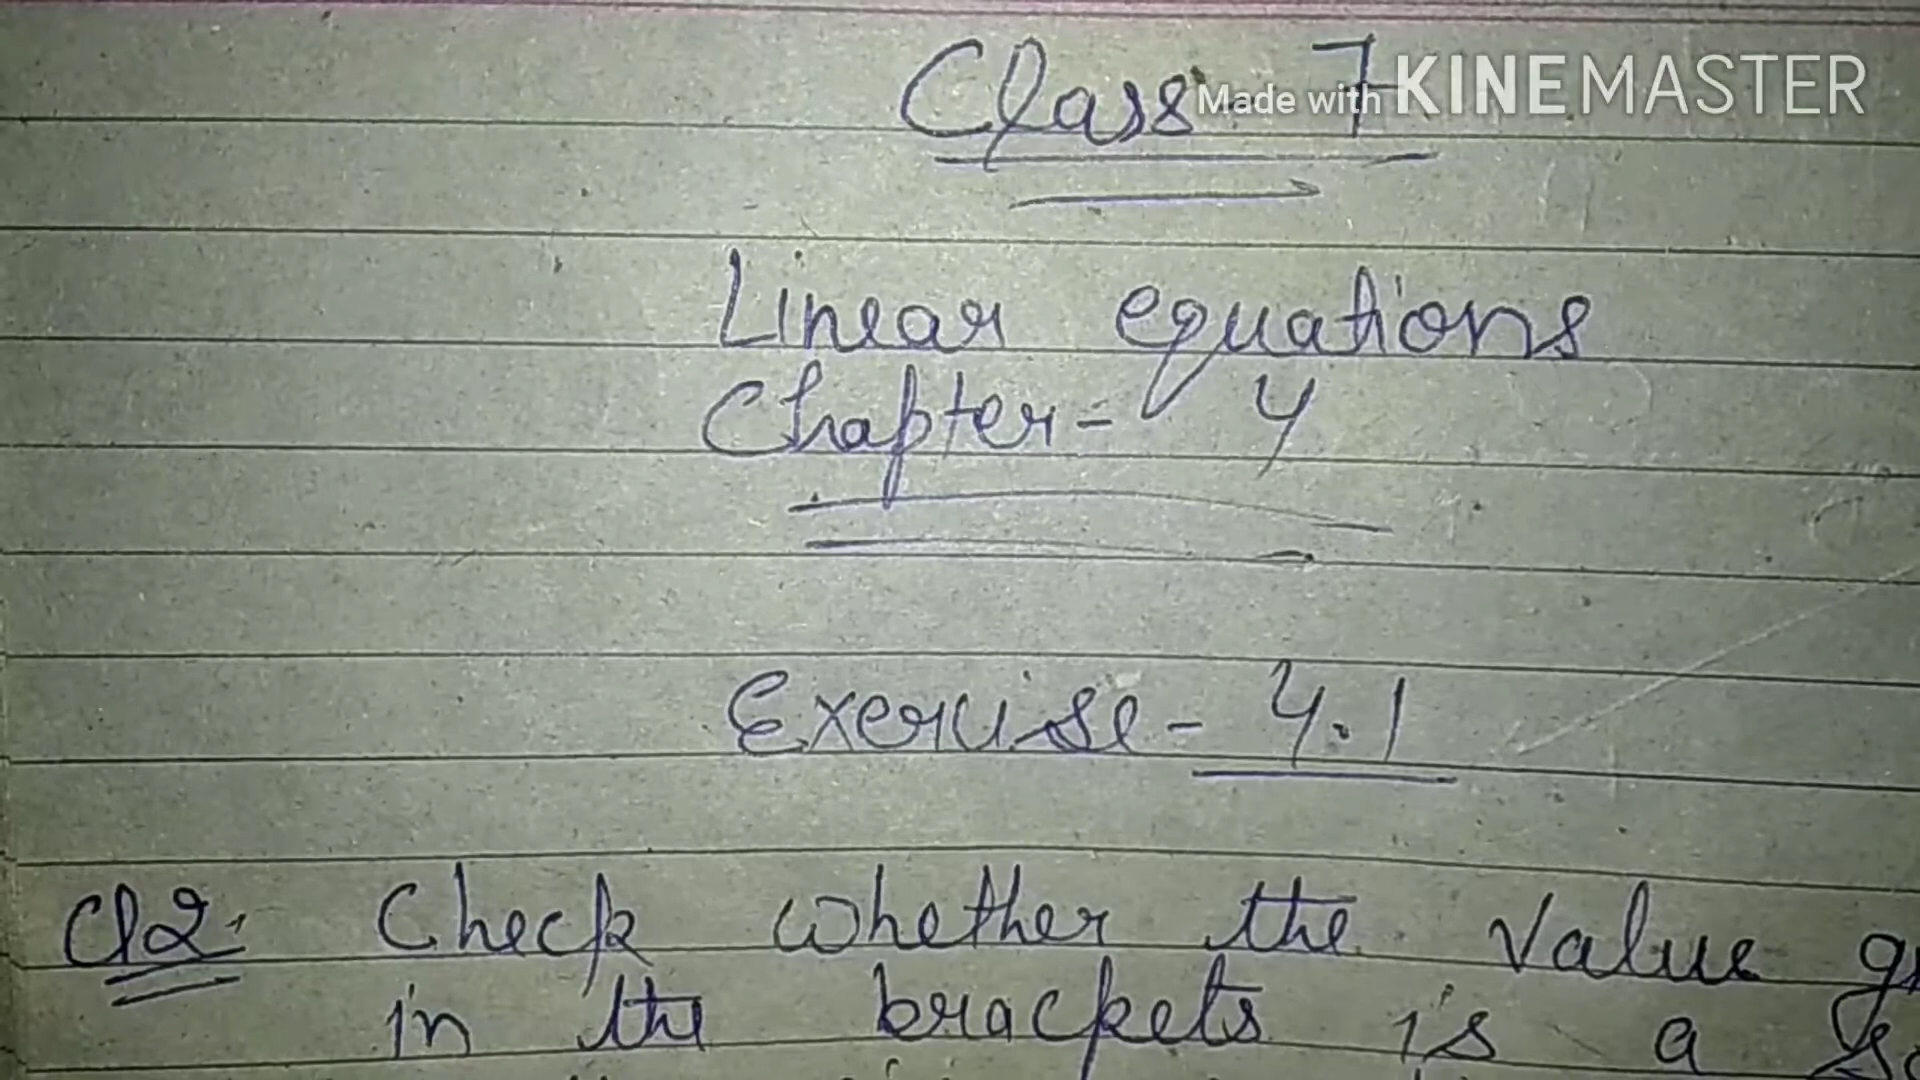 Class - 7
Made with KINEMASTER
Linear equations
Chapter - 4
Exercise - 4.1
Q2. Check whether the value
in the brackets is a